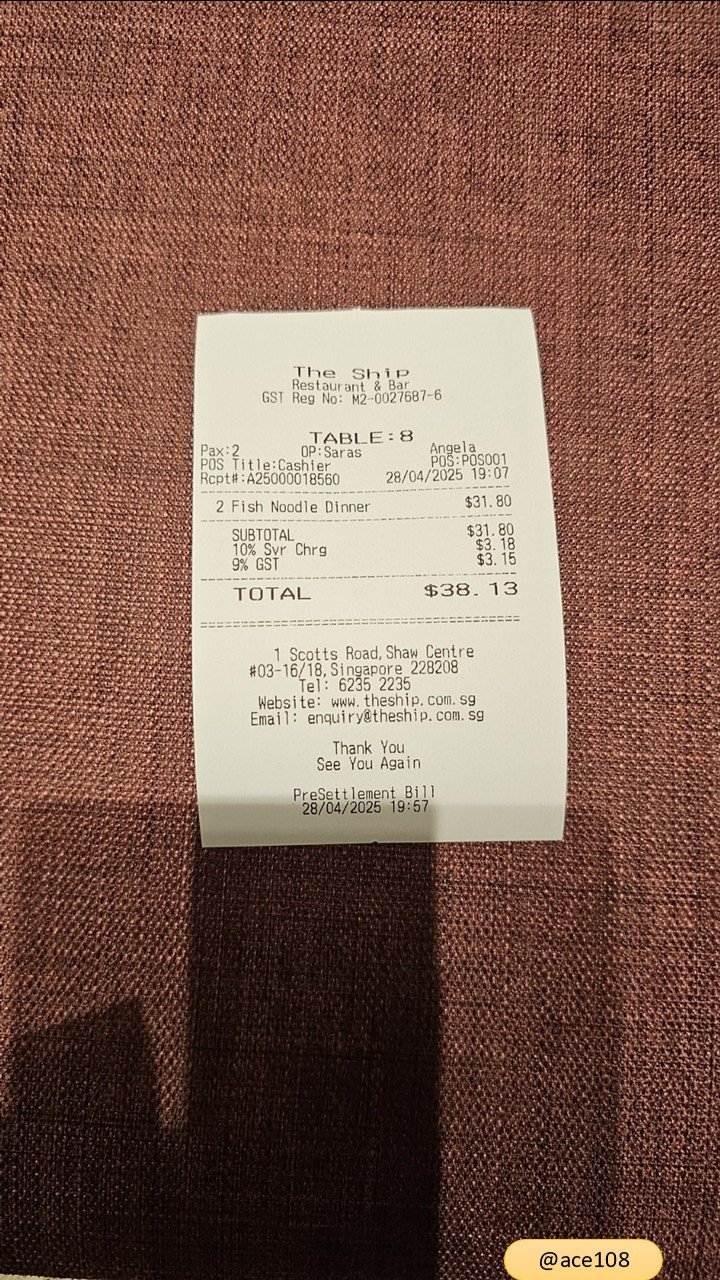 The Ship
Restaurant & Bar
GST Reg No: M2-0027687-6
TABLE:8
Pax:2 OP:Saras Angela
POS Title:Cashier POS:POS001
Rcpt#:A25000018560 28/04/2025 19:07
2 Fish Noodle Dinner $31.80
SUBTOTAL $31.80
10% Svr Chrg $3.18
9% GST $3.15
TOTAL $38.13
1 Scotts Road,Shaw Centre
#03-16/18,Singapore 228208
Tel: 6235 2235
Website: www.theship.com.sg
Email: enquiry@theship.com.sg
Thank You
See You Again
PreSettlement Bill
28/04/2025 19:57
@ace108